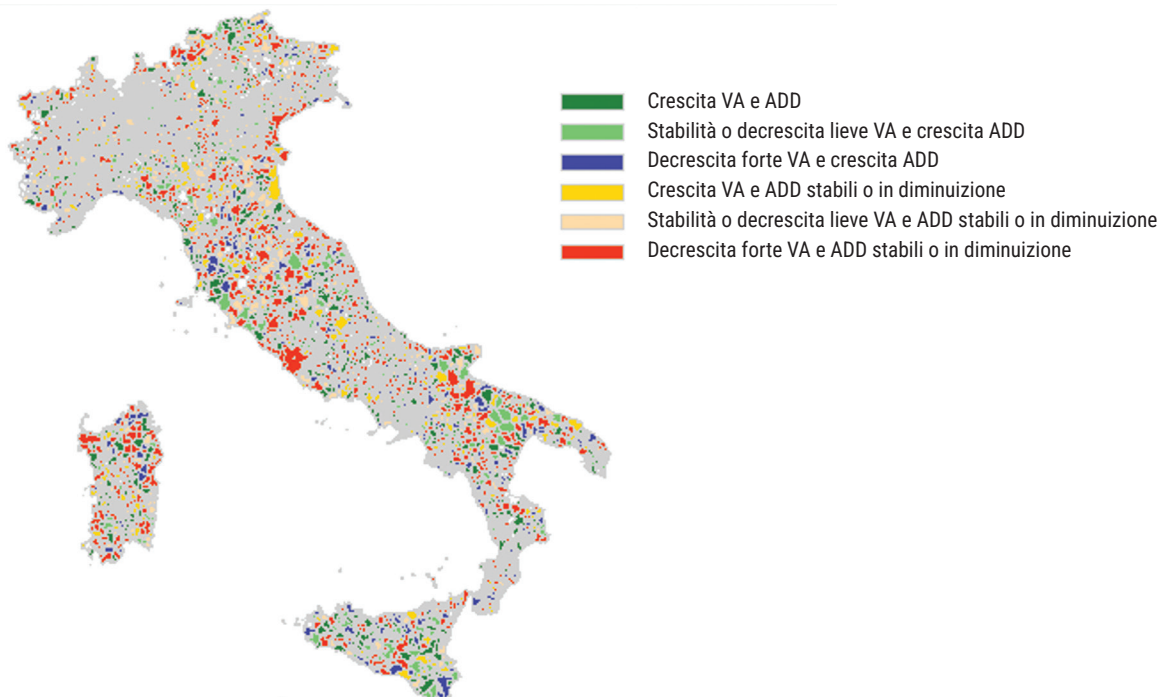 Crescita VA e ADD
Stabilità o decrescita lieve VA e crescita ADD
Decrescita forte VA e crescita ADD
Crescita VA e ADD stabili o in diminuizione
Stabilità o decrescita lieve VA e ADD stabili o in diminuizione
Decrescita forte VA e ADD stabili o in diminuizione